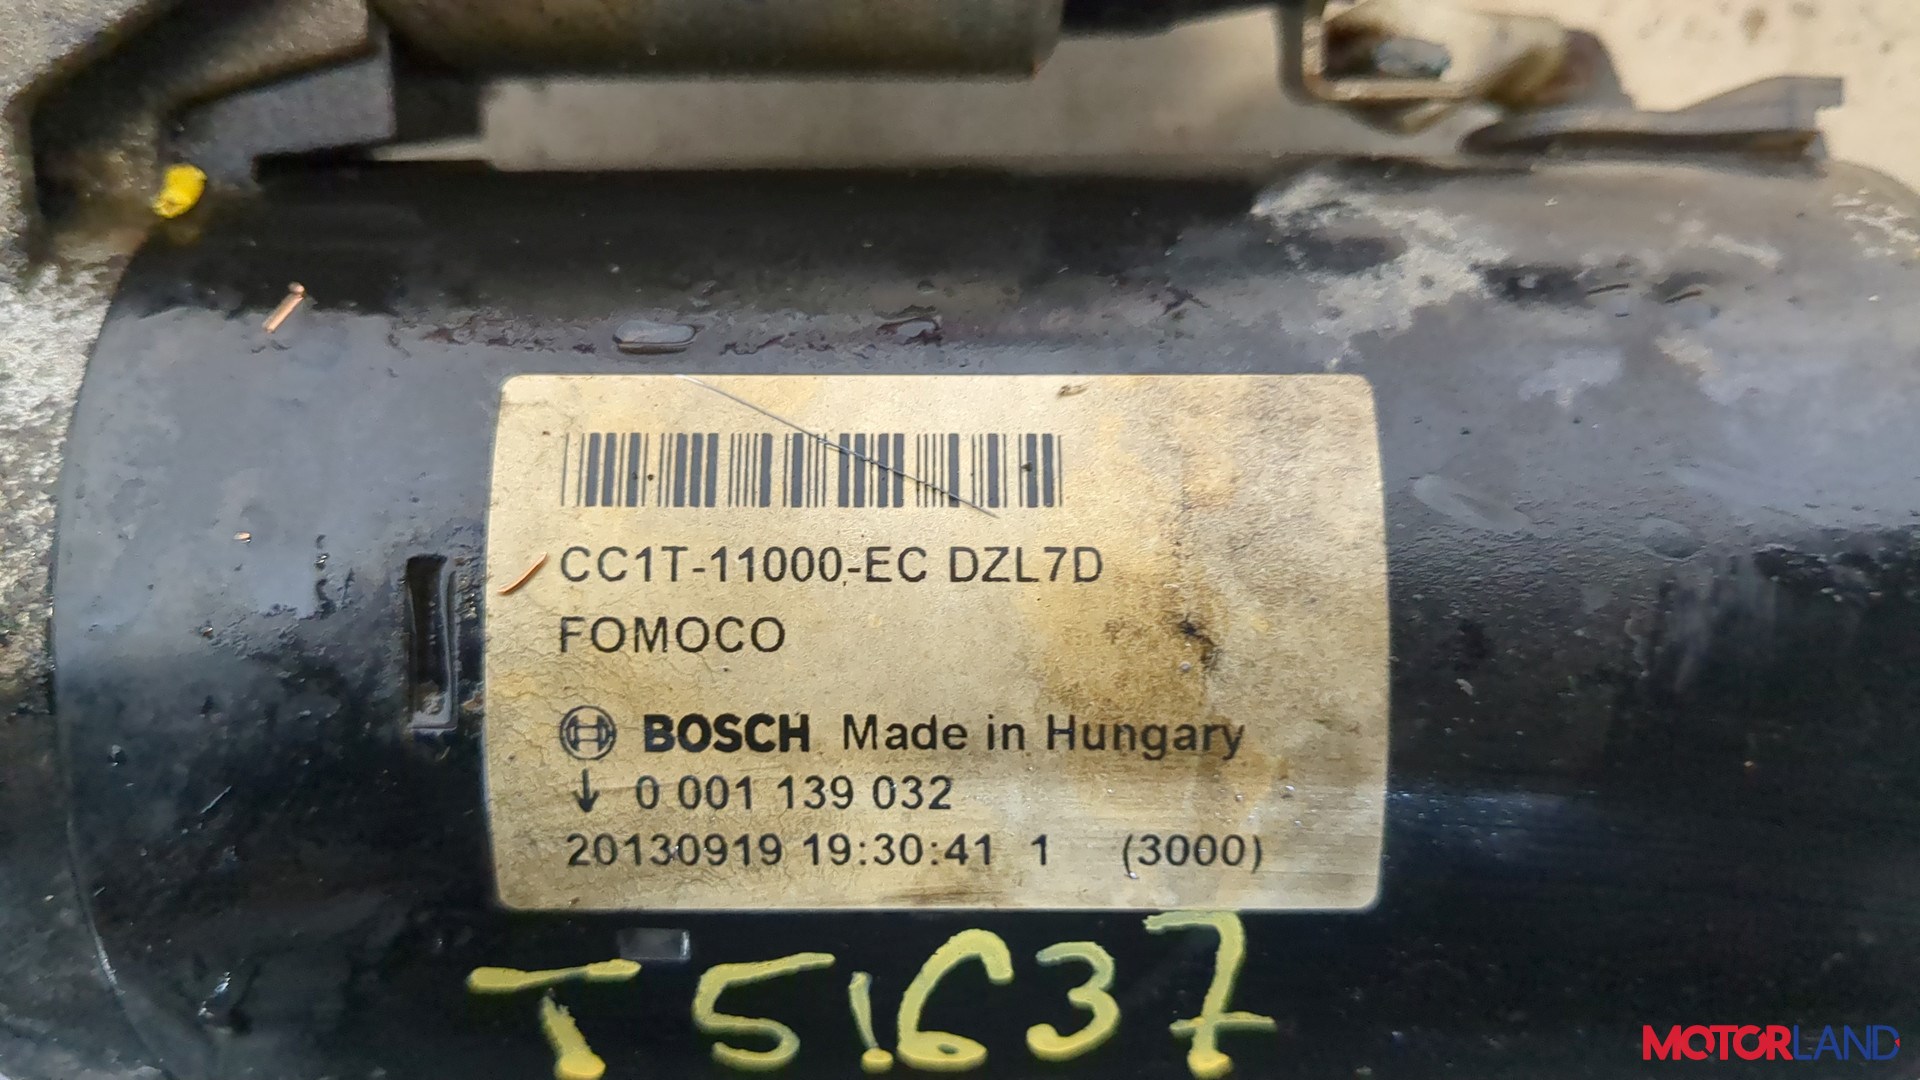 CC1T-11000-EC DZL7D
FOMOCO
BOSCH Made in Hungary
↓ 0 001 139 032
20130919 19:30:41 1 (3000)
T51637
MOTORLAND